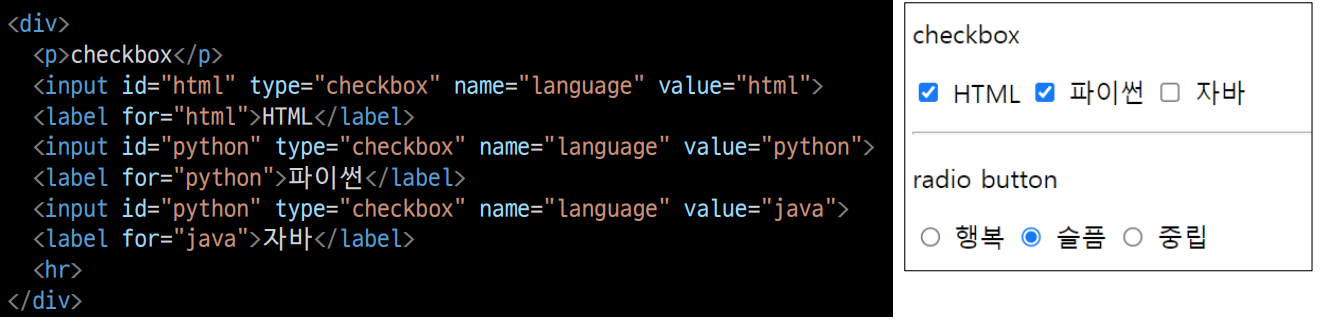 <div>
<p>checkbox</p>
<input id="html" type="checkbox" name="language" value="html">
<label for="html">HTML</label>
<input id="python" type="checkbox" name="language" value="python">
<label for="python">파이썬</label>
<input id="python" type="checkbox" name="language" value="java">
<label for="java">자바</label>
<hr>
</div>
checkbox
HTML 파이썬 자바
radio button
행복 슬픔 중립